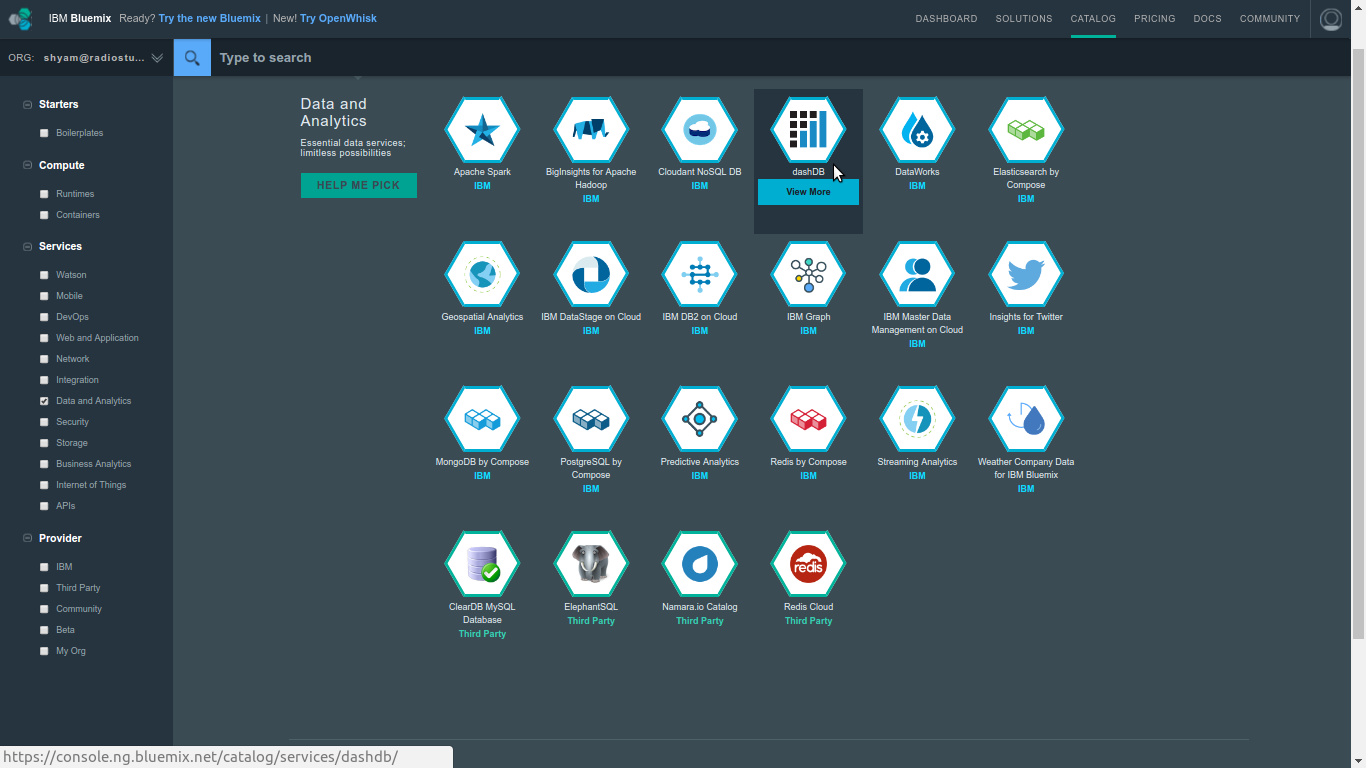 IBM Bluemix Ready? Try the new Bluemix | New! Try OpenWhisk
DASHBOARD SOLUTIONS CATALOG PRICING DOCS COMMUNITY
ORG: shyam@radiostu...
Type to search
Starters
Boilerplates
Compute
Runtimes
Containers
Services
Watson
Mobile
DevOps
Web and Application
Network
Integration
Data and Analytics
Security
Storage
Business Analytics
Internet of Things
APIs
Provider
IBM
Third Party
Community
Beta
My Org
Data and
Analytics
Essential data services;
limitless possibilities
HELP ME PICK
Apache Spark
IBM
BigInsights for Apache
Hadoop
IBM
Cloudant NoSQL DB
IBM
dashDB
View More
DataWorks
IBM
Elasticsearch by
Compose
IBM
Geospatial Analytics
IBM
IBM DataStage on Cloud
IBM
IBM DB2 on Cloud
IBM
IBM Graph
IBM
IBM Master Data
Management on Cloud
IBM
Insights for Twitter
IBM
MongoDB by Compose
IBM
PostgreSQL by
Compose
IBM
Predictive Analytics
IBM
Redis by Compose
IBM
Streaming Analytics
IBM
Weather Company Data
for IBM Bluemix
IBM
ClearDB MySQL
Database
Third Party
ElephantSQL
Third Party
Namara.io Catalog
Third Party
redis
Redis Cloud
Third Party
https://console.ng.bluemix.net/catalog/services/dashdb/